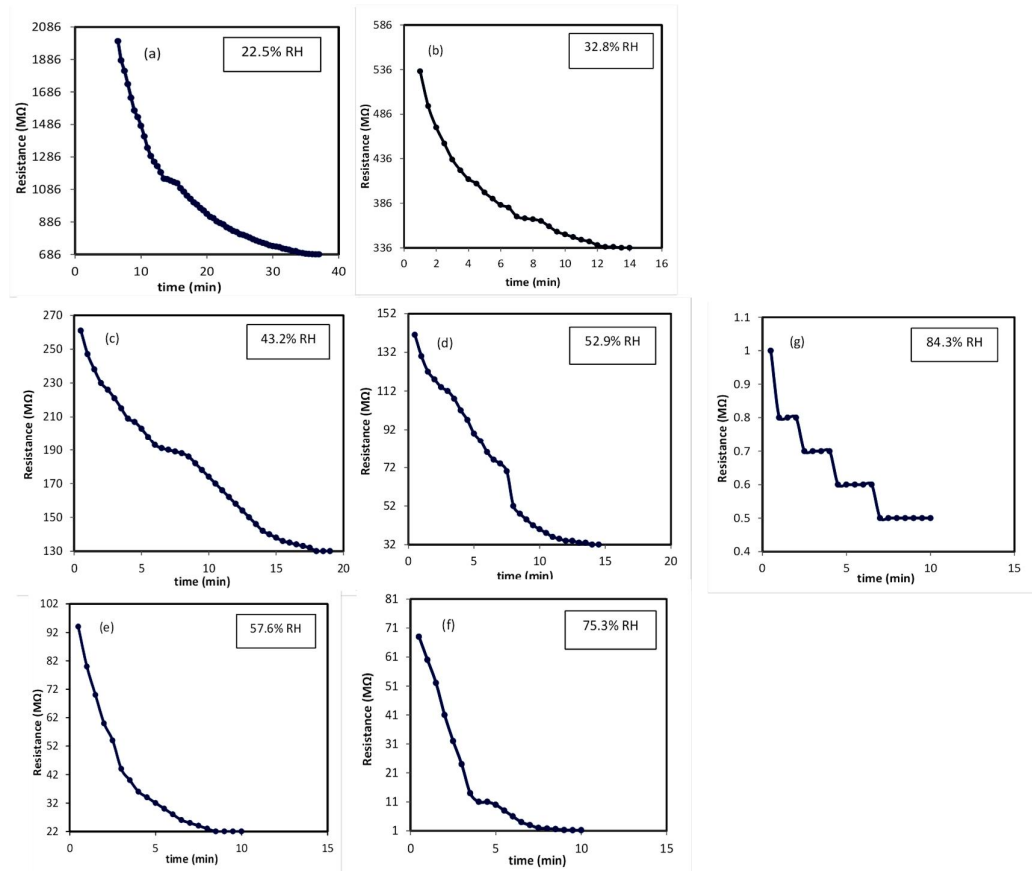 (a)
22.5% RH
Resistance (MΩ)
2086
1886
1686
1486
1286
1086
886
686
0 10 20 30 40
time (min)
(b)
32.8% RH
Resistance (MΩ)
586
536
486
436
386
336
0 2 4 6 8 10 12 14 16
time (min)
(c)
43.2% RH
Resistance (MΩ)
270
250
230
210
190
170
150
130
0 5 10 15 20
time (min)
(d)
52.9% RH
Resistance (MΩ)
152
132
112
92
72
52
32
0 5 10 15 20
time (min)
(g)
84.3% RH
Resistance (MΩ)
1.1
1
0.9
0.8
0.7
0.6
0.5
0.4
0 5 10 15
time (min)
(e)
57.6% RH
Resistance (MΩ)
102
92
82
72
62
52
42
32
22
0 5 10 15
time (min)
(f)
75.3% RH
Resistance (MΩ)
81
71
61
51
41
31
21
11
1
0 5 10 15
time (min)